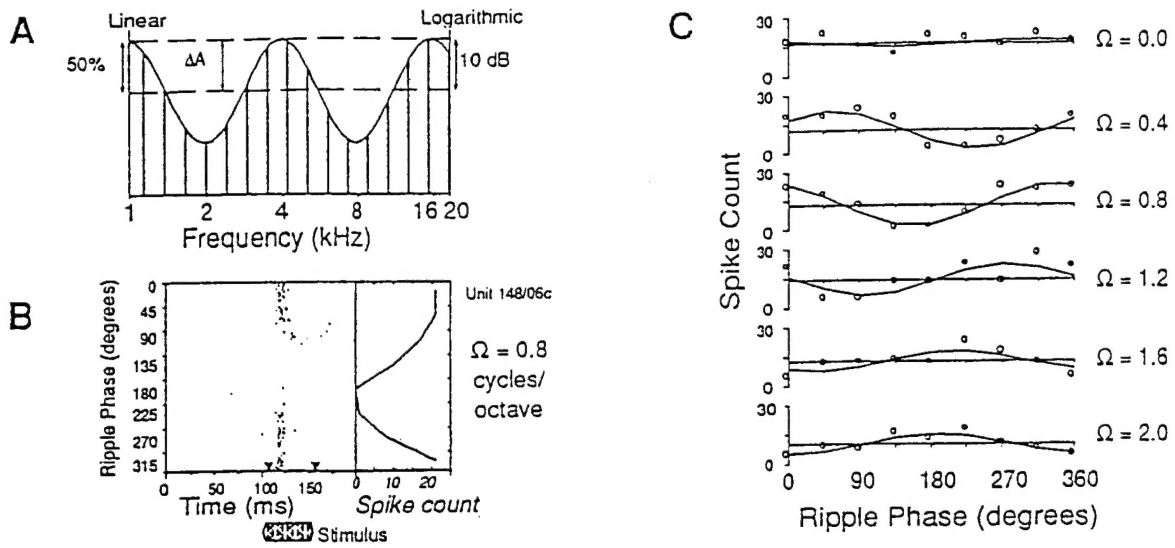 A
Linear
Logarithmic
50%
ΔA
10 dB
1 2 4 8 16 20
Frequency (kHz)
B
Ripple Phase (degrees)
0
45
90
135
180
225
270
315
0 50 100 150
Time (ms)
0 10 20
Spike count
Stimulus
Unit 148/06c
Ω = 0.8
cycles/
octave
C
Spike Count
30
0
Ω = 0.0
30
0
Ω = 0.4
30
0
Ω = 0.8
30
0
Ω = 1.2
30
0
Ω = 1.6
30
0
Ω = 2.0
0 90 180 270 360
Ripple Phase (degrees)